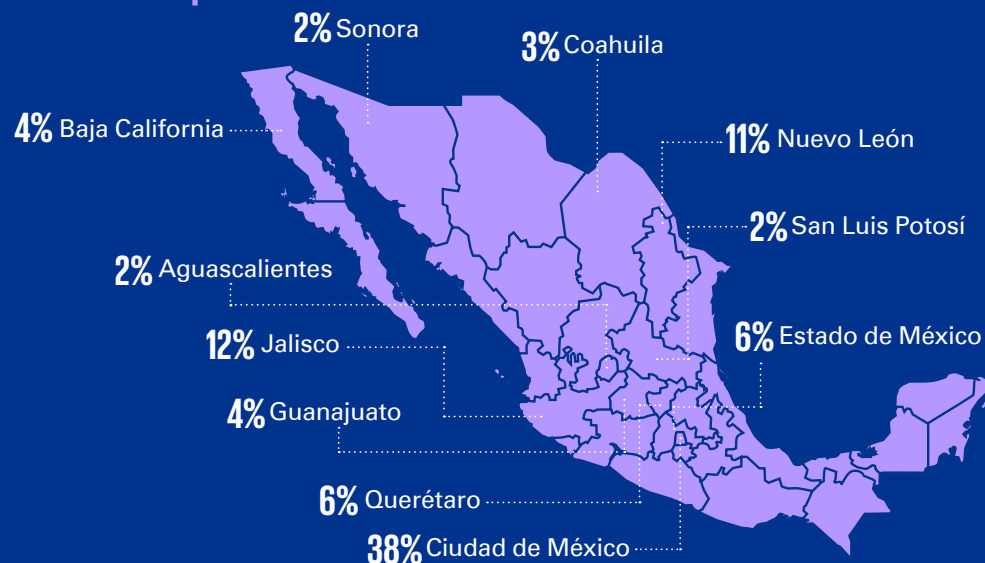 2% Sonora
3% Coahuila
4% Baja California
11% Nuevo León
2% San Luis Potosí
2% Aguascalientes
6% Estado de México
12% Jalisco
4% Guanajuato
6% Querétaro
38% Ciudad de México